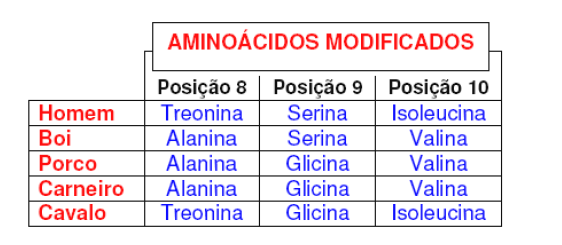 AMINOÁCIDOS MODIFICADOS
Posição 8 Posição 9 Posição 10
Homem Treonina Serina Isoleucina
Boi Alanina Serina Valina
Porco Alanina Glicina Valina
Carneiro Alanina Glicina Valina
Cavalo Treonina Glicina Isoleucina